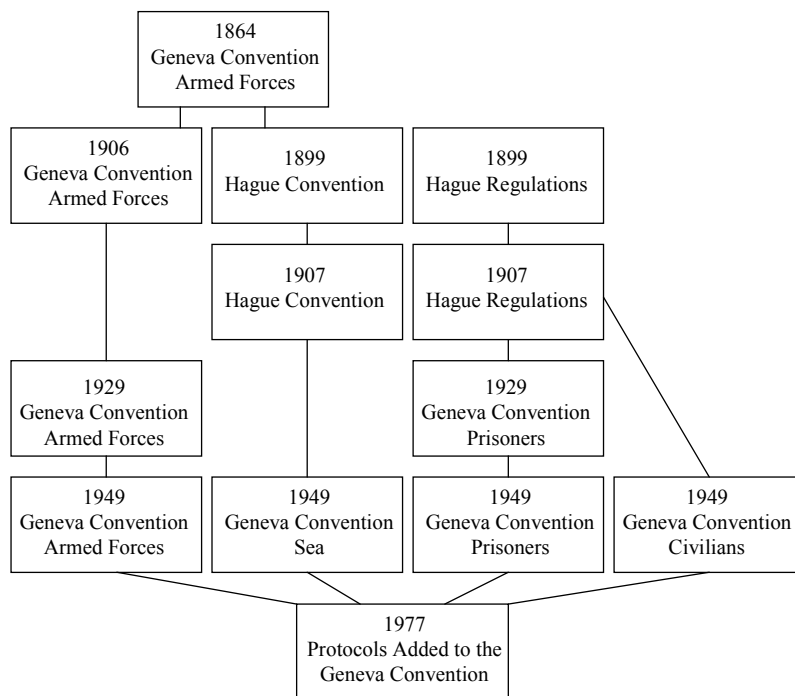 1864
Geneva Convention
Armed Forces
1906
Geneva Convention
Armed Forces
1899
Hague Convention
1899
Hague Regulations
1907
Hague Convention
1907
Hague Regulations
1929
Geneva Convention
Armed Forces
1929
Geneva Convention
Prisoners
1949
Geneva Convention
Armed Forces
1949
Geneva Convention
Sea
1949
Geneva Convention
Prisoners
1949
Geneva Convention
Civilians
1977
Protocols Added to the
Geneva Convention